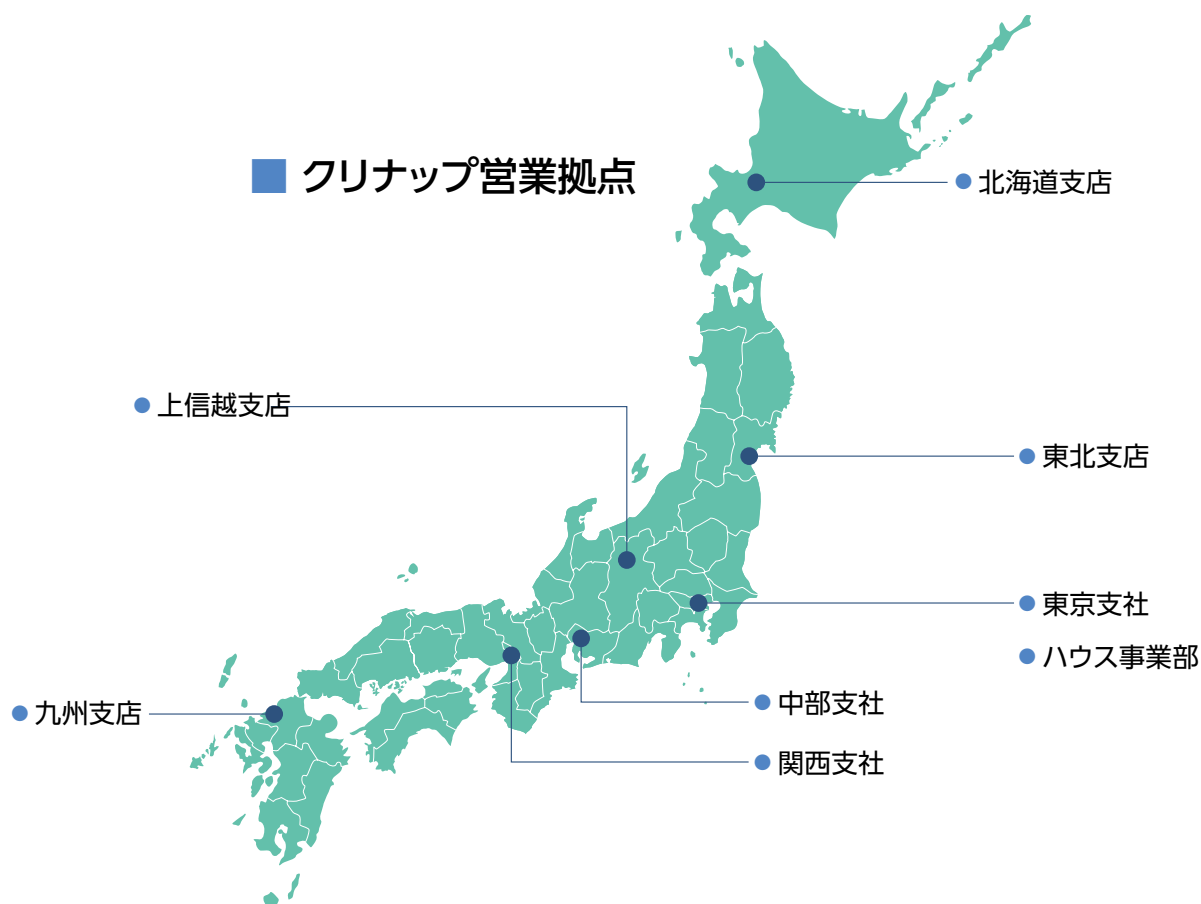 クリナップ営業拠点
北海道支店
上信越支店
東北支店
東京支社
ハウス事業部
中部支社
九州支店
関西支社